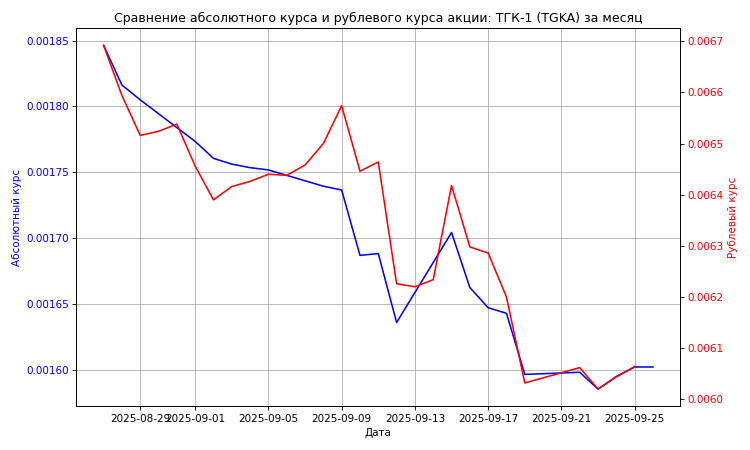 Сравнение абсолютного курса и рублевого курса акции: ТГК-1 (TGKA) за месяц
0.00185
0.00180
0.00175
0.00170
0.00165
0.00160
Абсолютный курс
0.0067
0.0066
0.0065
0.0064
0.0063
0.0062
0.0061
0.0060
Рублевый курс
2025-08-29 2025-09-01 2025-09-05 2025-09-09 2025-09-13 2025-09-17 2025-09-21 2025-09-25
Дата